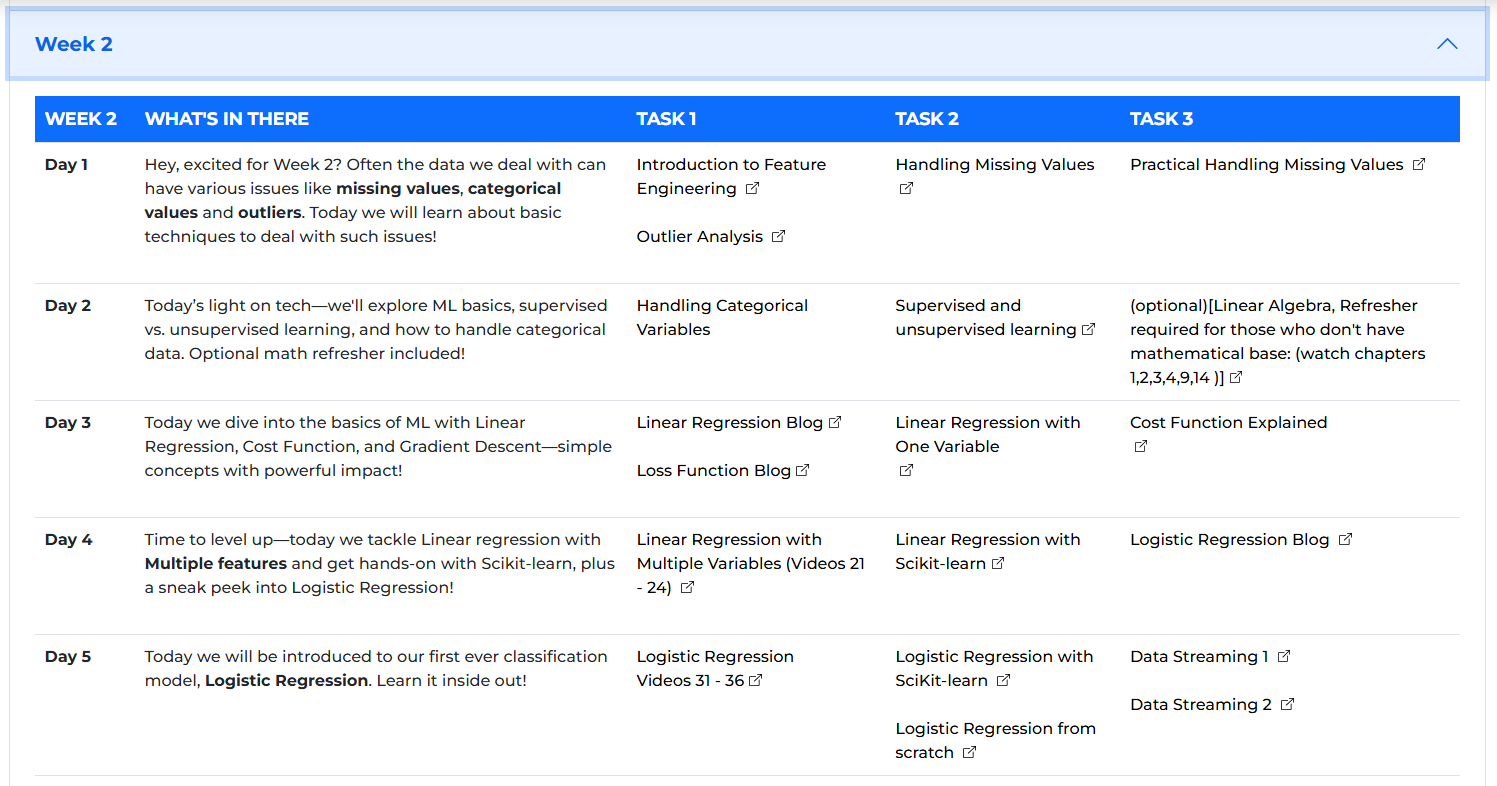 Week 2
WEEK 2 WHAT'S IN THERE TASK 1 TASK 2 TASK 3
Day 1
Hey, excited for Week 2? Often the data we deal with can
have various issues like missing values, categorical
values and outliers. Today we will learn about basic
techniques to deal with such issues!
Introduction to Feature
Engineering
Outlier Analysis
Handling Missing Values
Practical Handling Missing Values
Day 2
Today’s light on tech—we'll explore ML basics, supervised
vs. unsupervised learning, and how to handle categorical
data. Optional math refresher included!
Handling Categorical
Variables
Supervised and
unsupervised learning
(optional)[Linear Algebra, Refresher
required for those who don't have
mathematical base: (watch chapters
1,2,3,4,9,14 )]
Day 3
Today we dive into the basics of ML with Linear
Regression, Cost Function, and Gradient Descent—simple
concepts with powerful impact!
Linear Regression Blog
Loss Function Blog
Linear Regression with
One Variable
Cost Function Explained
Day 4
Time to level up—today we tackle Linear regression with
Multiple features and get hands-on with Scikit-learn, plus
a sneak peek into Logistic Regression!
Linear Regression with
Multiple Variables (Videos 21
- 24)
Linear Regression with
Scikit-learn
Logistic Regression Blog
Day 5
Today we will be introduced to our first ever classification
model, Logistic Regression. Learn it inside out!
Logistic Regression
Videos 31 - 36
Logistic Regression with
SciKit-learn
Logistic Regression from
scratch
Data Streaming 1
Data Streaming 2